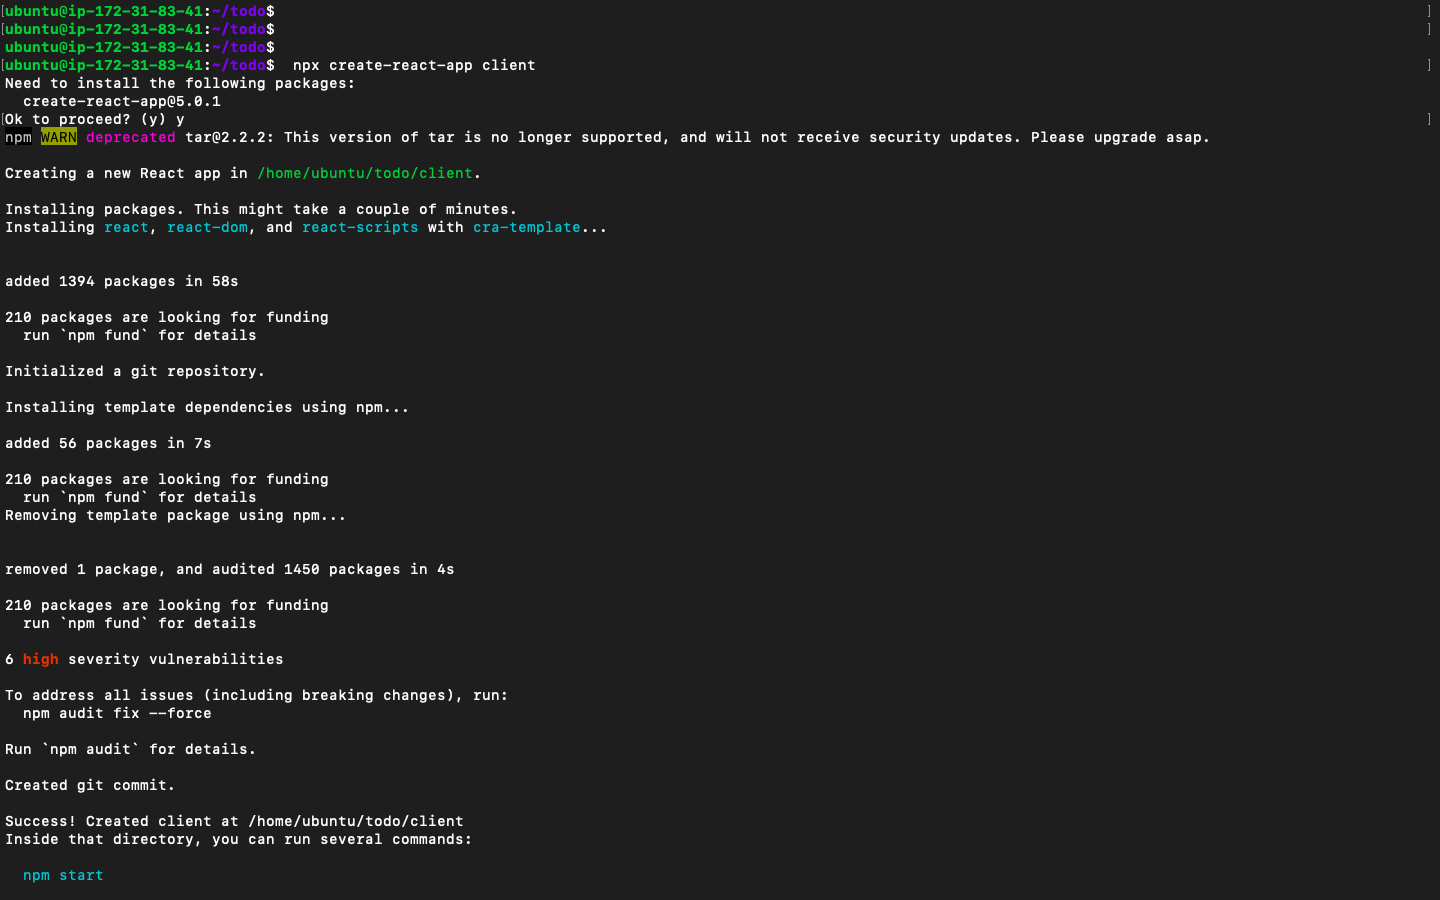 [ubuntu@ip-172-31-83-41:~/todo$ ]
[ubuntu@ip-172-31-83-41:~/todo$ ]
ubuntu@ip-172-31-83-41:~/todo$
[ubuntu@ip-172-31-83-41:~/todo$  npx create-react-app client ]
Need to install the following packages:
  create-react-app@5.0.1
[Ok to proceed? (y) y ]
npm WARN deprecated tar@2.2.2: This version of tar is no longer supported, and will not receive security updates. Please upgrade asap.
Creating a new React app in /home/ubuntu/todo/client.
Installing packages. This might take a couple of minutes.
Installing react, react-dom, and react-scripts with cra-template...
added 1394 packages in 58s
210 packages are looking for funding
  run `npm fund` for details
Initialized a git repository.
Installing template dependencies using npm...
added 56 packages in 7s
210 packages are looking for funding
  run `npm fund` for details
Removing template package using npm...
removed 1 package, and audited 1450 packages in 4s
210 packages are looking for funding
  run `npm fund` for details
6 high severity vulnerabilities
To address all issues (including breaking changes), run:
  npm audit fix --force
Run `npm audit` for details.
Created git commit.
Success! Created client at /home/ubuntu/todo/client
Inside that directory, you can run several commands:
  npm start